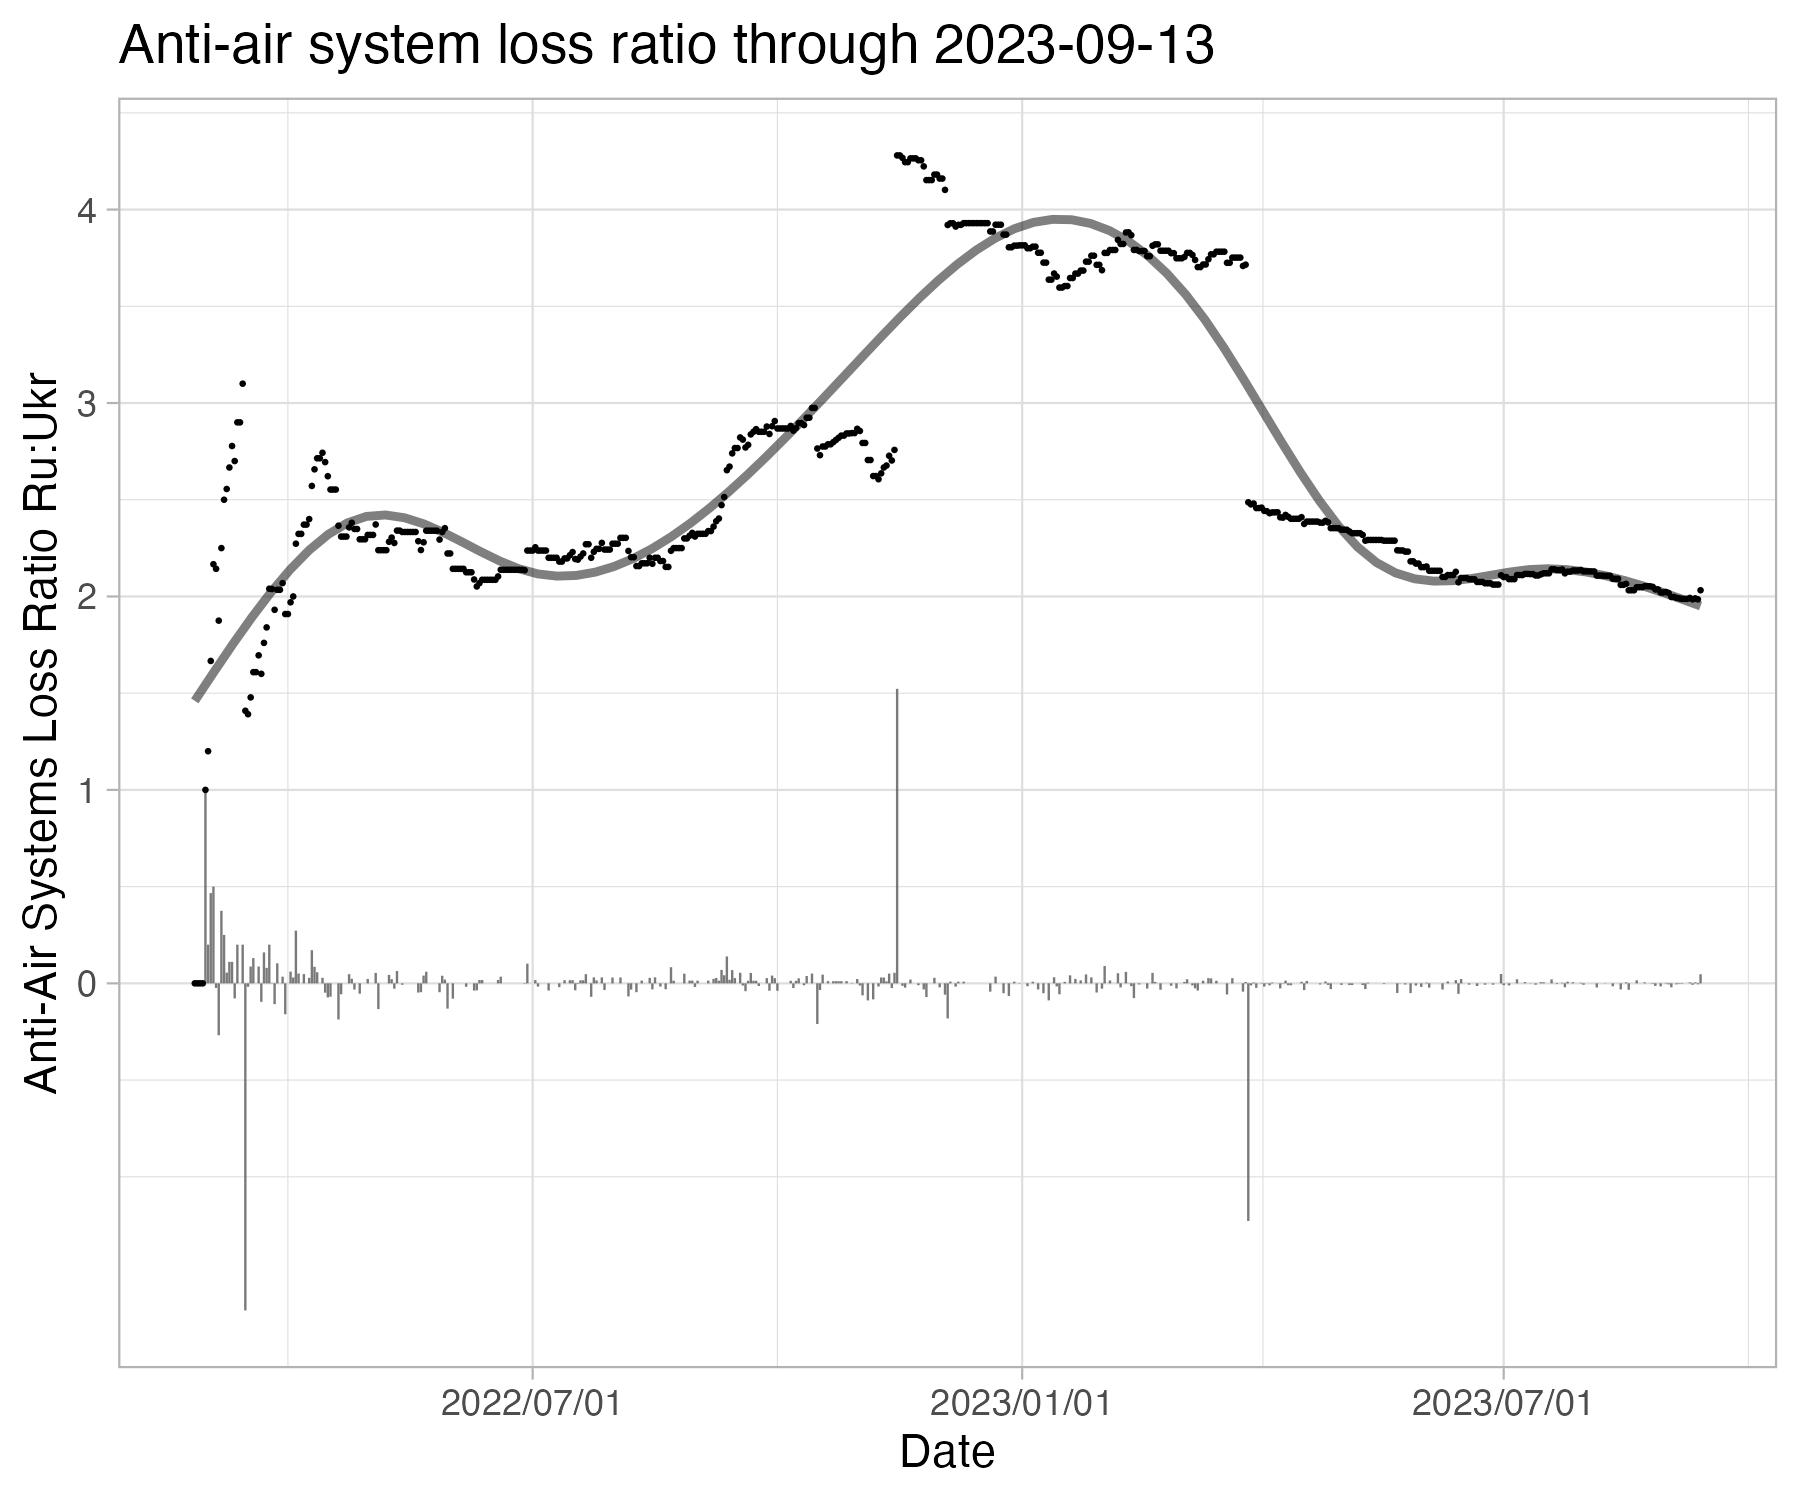 Anti-air system loss ratio through 2023-09-13
Anti-Air Systems Loss Ratio Ru:Ukr
4
3
2
1
0
2022/07/01
2023/01/01
2023/07/01
Date